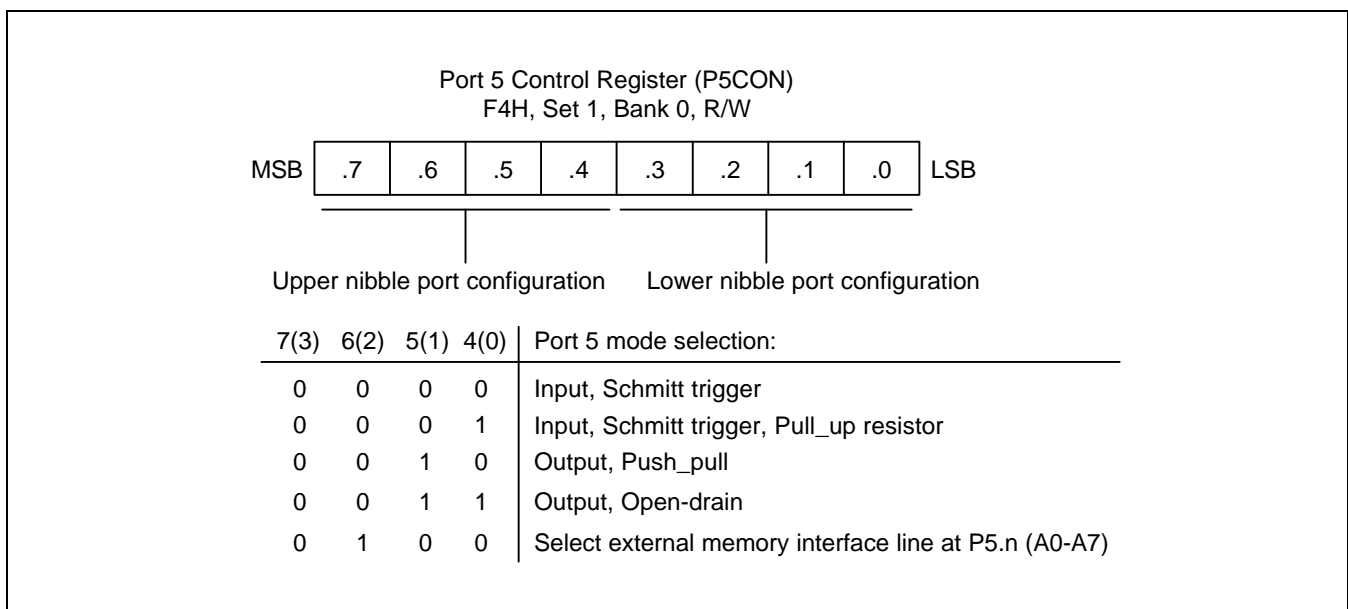 Port 5 Control Register (P5CON)
F4H, Set 1, Bank 0, R/W
MSB .7 .6 .5 .4 .3 .2 .1 .0 LSB
Upper nibble port configuration Lower nibble port configuration
7(3) 6(2) 5(1) 4(0) Port 5 mode selection:
0 0 0 0 Input, Schmitt trigger
0 0 0 1 Input, Schmitt trigger, Pull_up resistor
0 0 1 0 Output, Push_pull
0 0 1 1 Output, Open-drain
0 1 0 0 Select external memory interface line at P5.n (A0-A7)